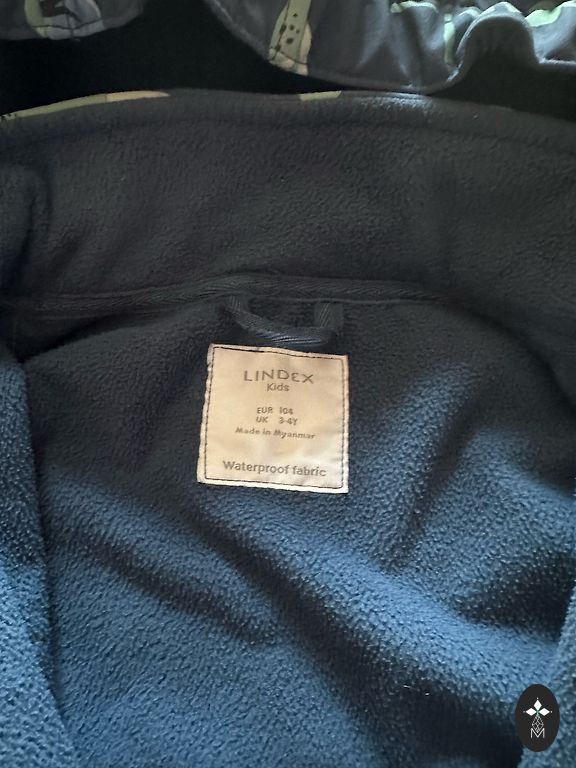 LINDEX
Kids
EUR 104
UK 3-4Y
Made in Myanmar
Waterproof fabric
M